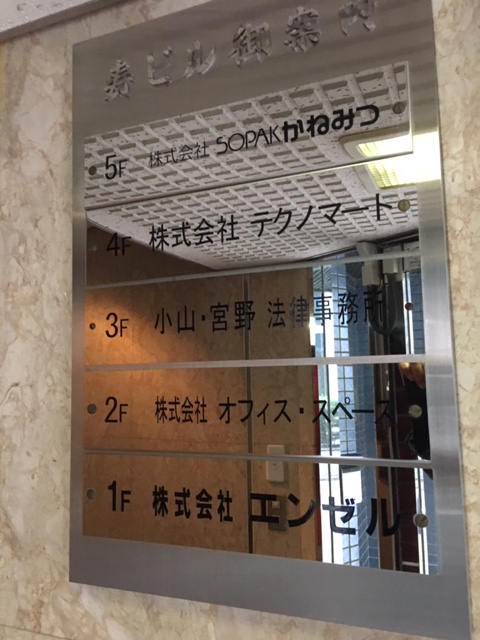 寿ビル御案内
5F 株式会社 SOPAKかねみつ
4F 株式会社 テクノマート
3F 小山・宮野 法律事務所
2F 株式会社 オフィス・スペース
1F 株式会社 エンゼル